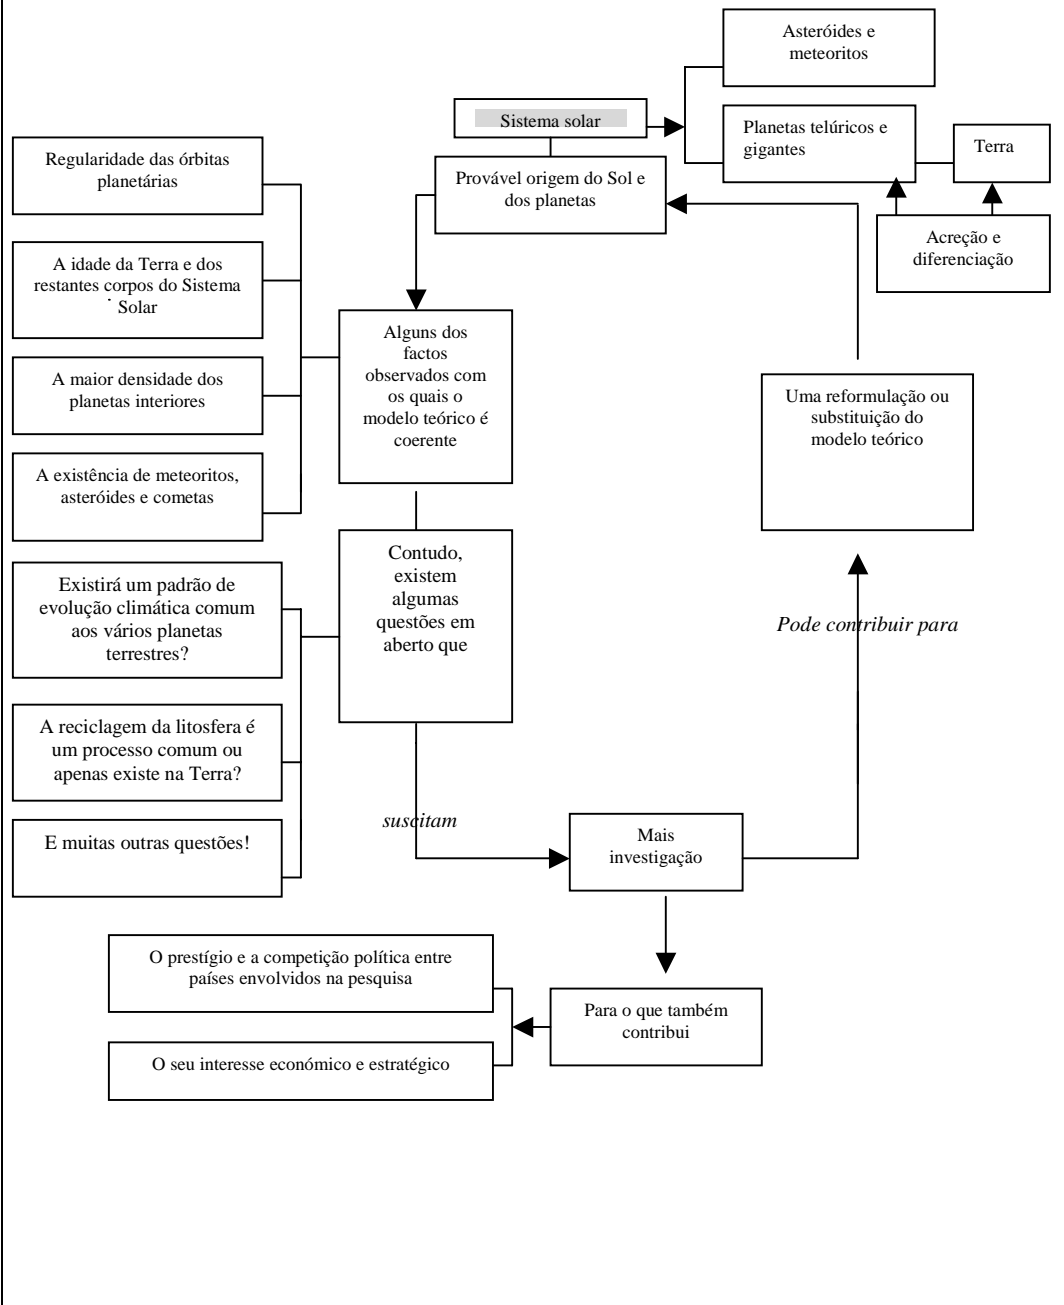 Asteróides e
meteoritos
Sistema solar
Planetas telúricos e
gigantes
Terra
Regularidade das órbitas
planetárias
Provável origem do Sol e
dos planetas
Acreção e
diferenciação
A idade da Terra e dos
restantes corpos do Sistema
Solar
Alguns dos
factos
observados com
os quais o
modelo teórico é
coerente
A maior densidade dos
planetas interiores
Uma reformulação ou
substituição do
modelo teórico
A existência de meteoritos,
asteróides e cometas
Contudo,
existem
algumas
questões em
aberto que
Existirá um padrão de
evolução climática comum
aos vários planetas
terrestres?
Pode contribuir para
A reciclagem da litosfera é
um processo comum ou
apenas existe na Terra?
suscitam
E muitas outras questões!
Mais
investigação
O prestígio e a competição política entre
países envolvidos na pesquisa
Para o que também
contribui
O seu interesse económico e estratégico